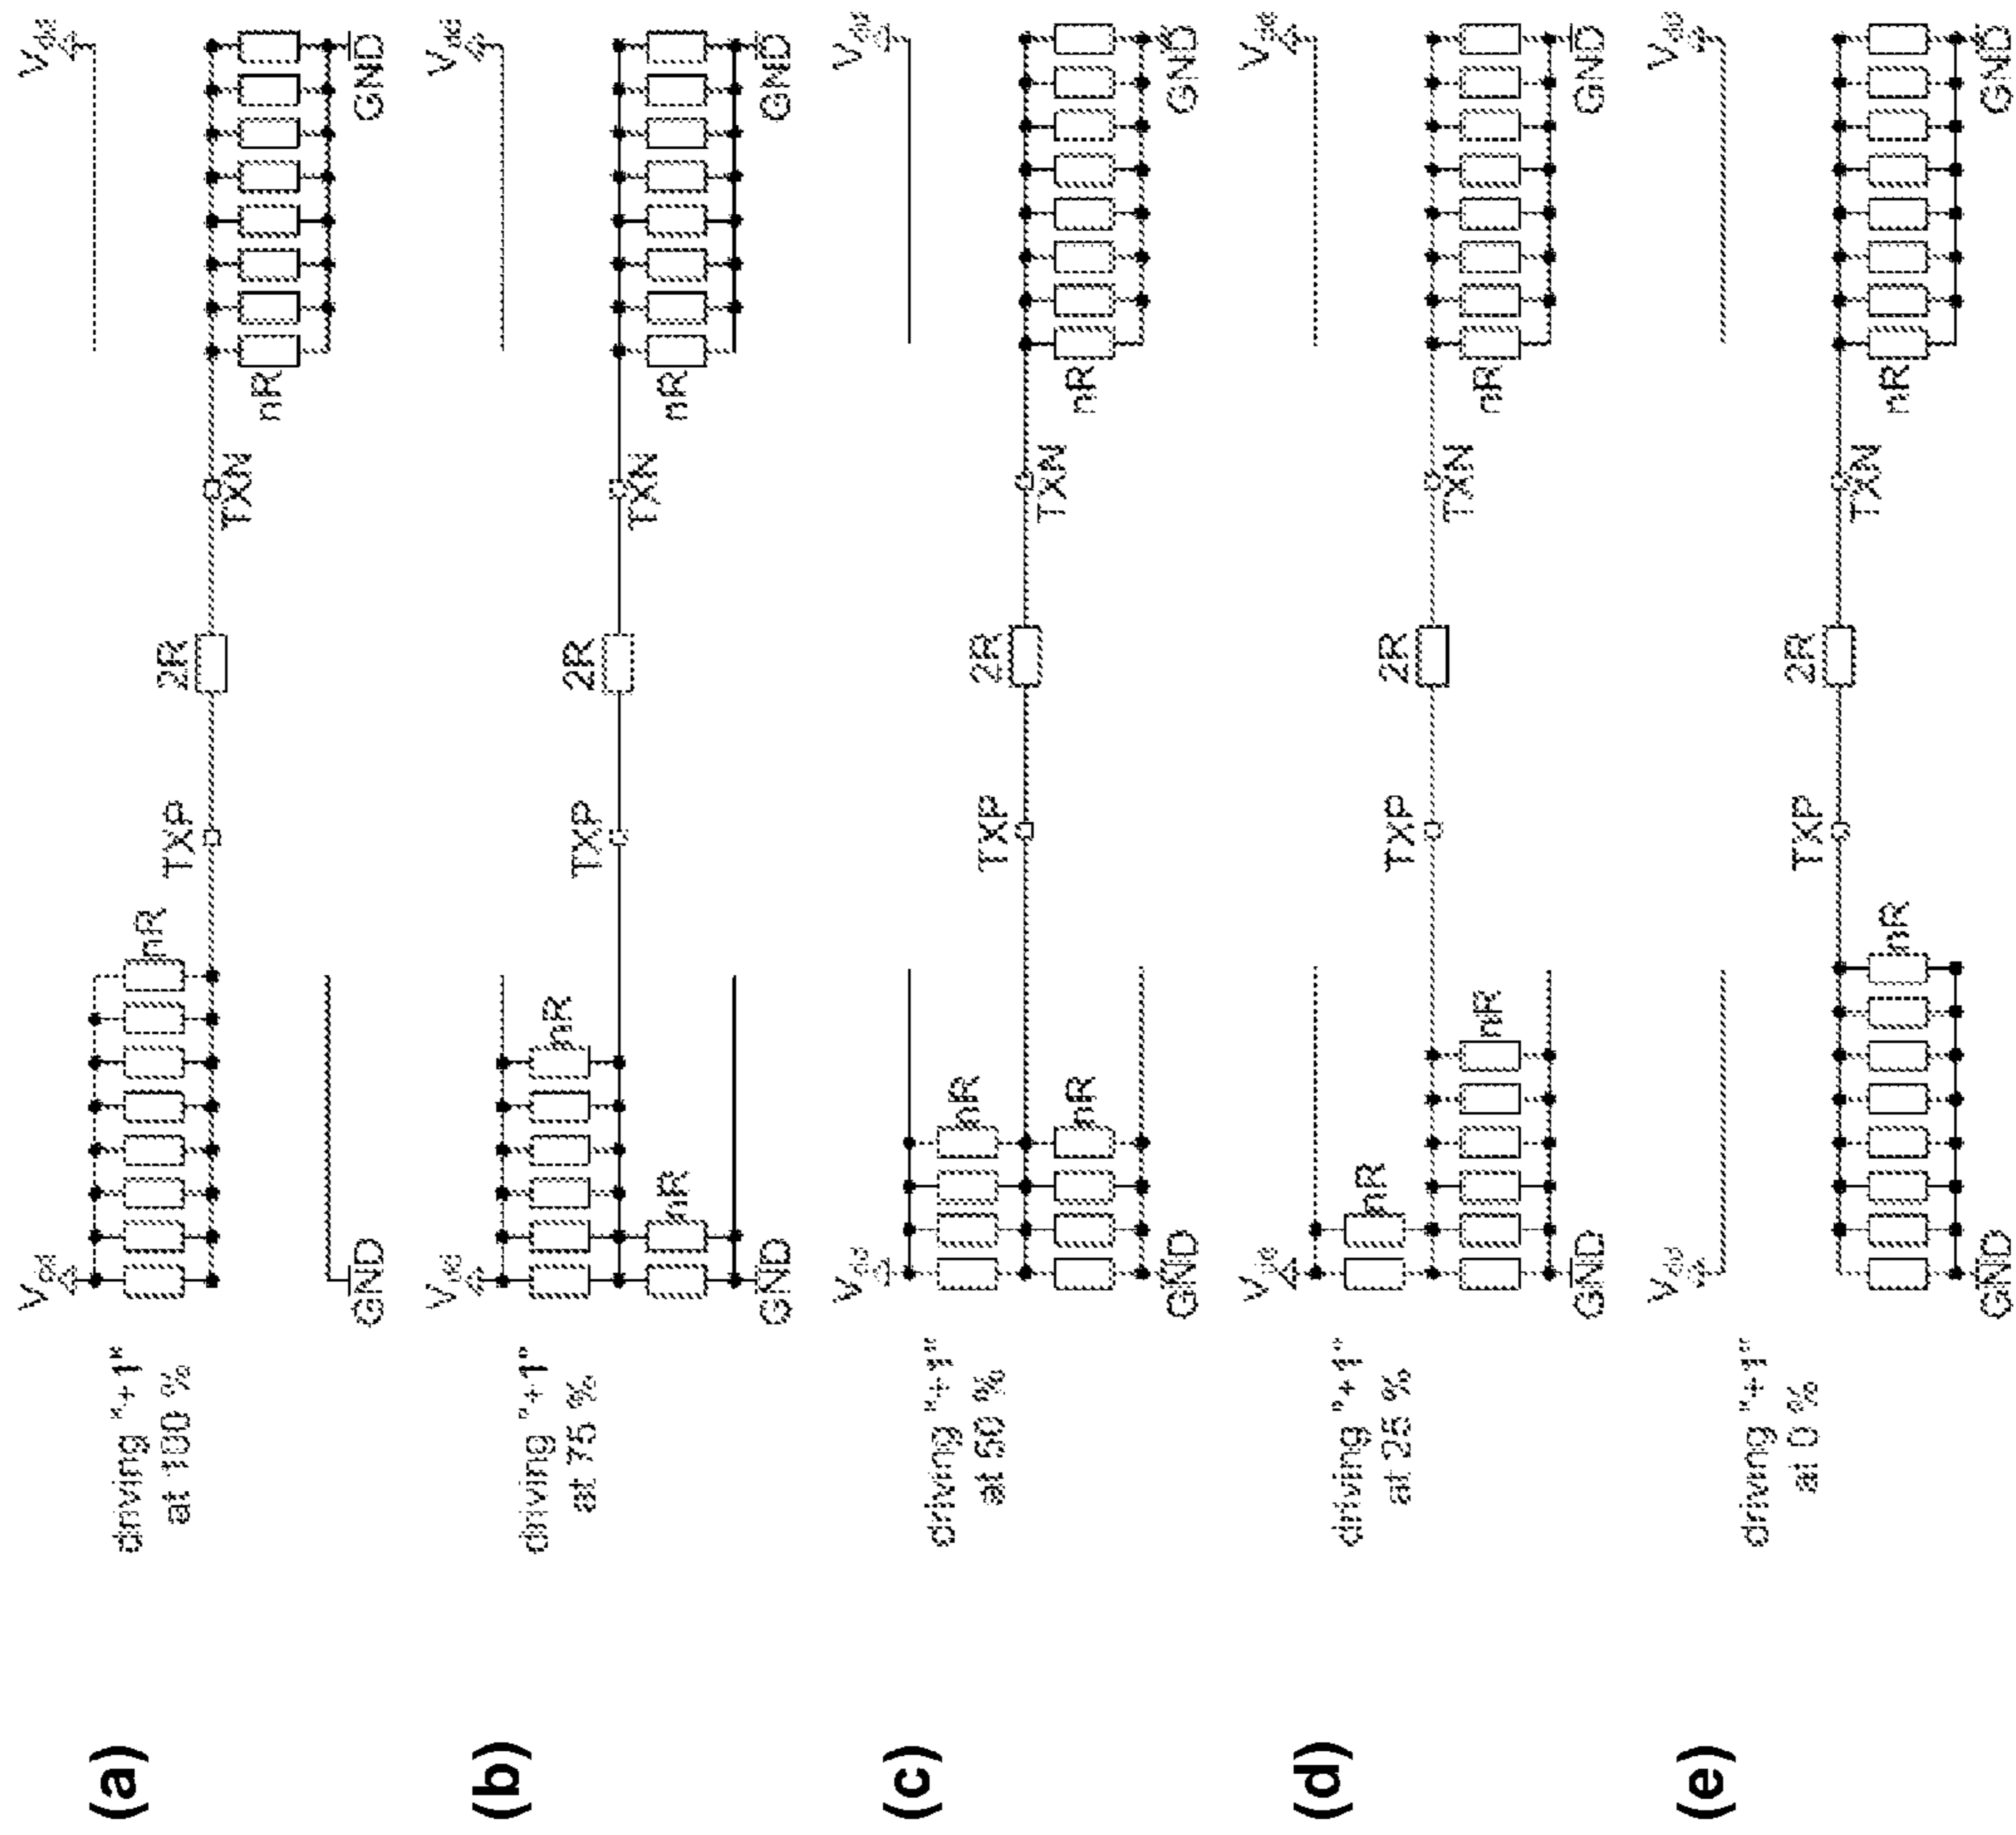 (a)
driving "+1"
at 100 %
Vdd
GND
nR
TXP
2R
TXN
nR
Vdd
GND
(b)
driving "+1"
at 75 %
Vdd
GND
nR
nR
TXP
2R
TXN
nR
Vdd
GND
(c)
driving "+1"
at 50 %
Vdd
GND
nR
nR
TXP
2R
TXN
nR
Vdd
GND
(d)
driving "+1"
at 25 %
Vdd
GND
nR
nR
TXP
2R
TXN
nR
Vdd
GND
(e)
driving "+1"
at 0 %
Vdd
GND
nR
TXP
2R
TXN
nR
Vdd
GND